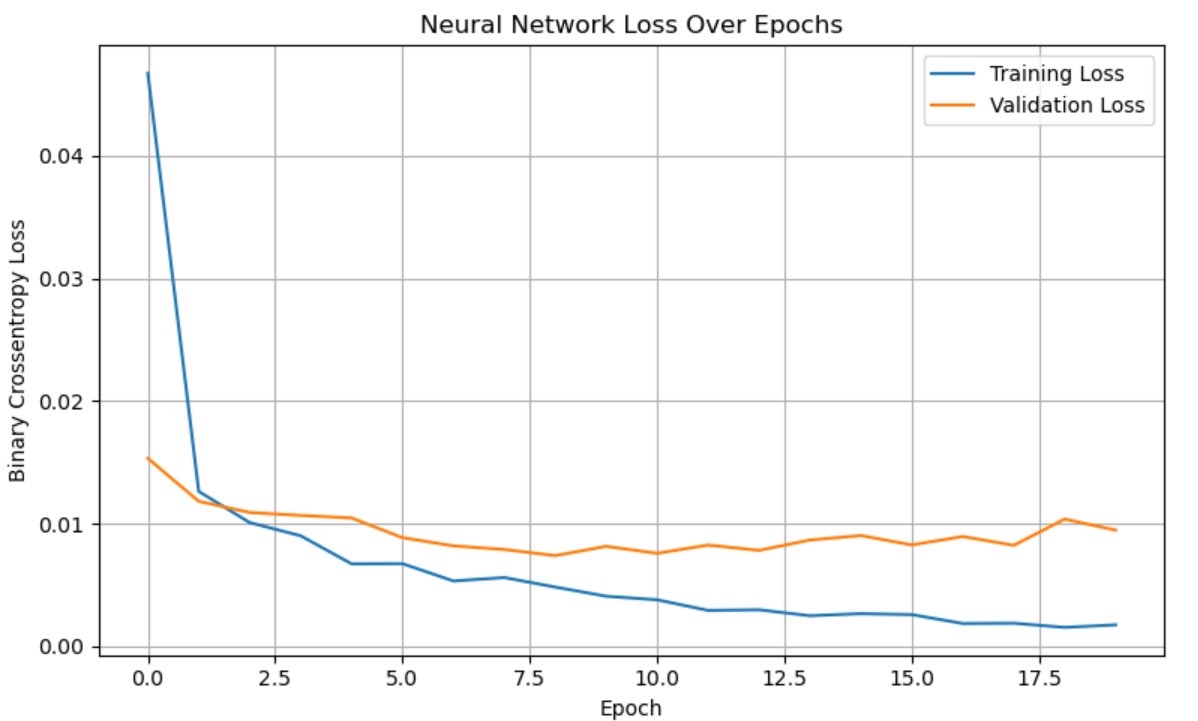 Neural Network Loss Over Epochs
Training Loss
Validation Loss
Binary Crossentropy Loss
0.04
0.03
0.02
0.01
0.00
0.0 2.5 5.0 7.5 10.0 12.5 15.0 17.5
Epoch